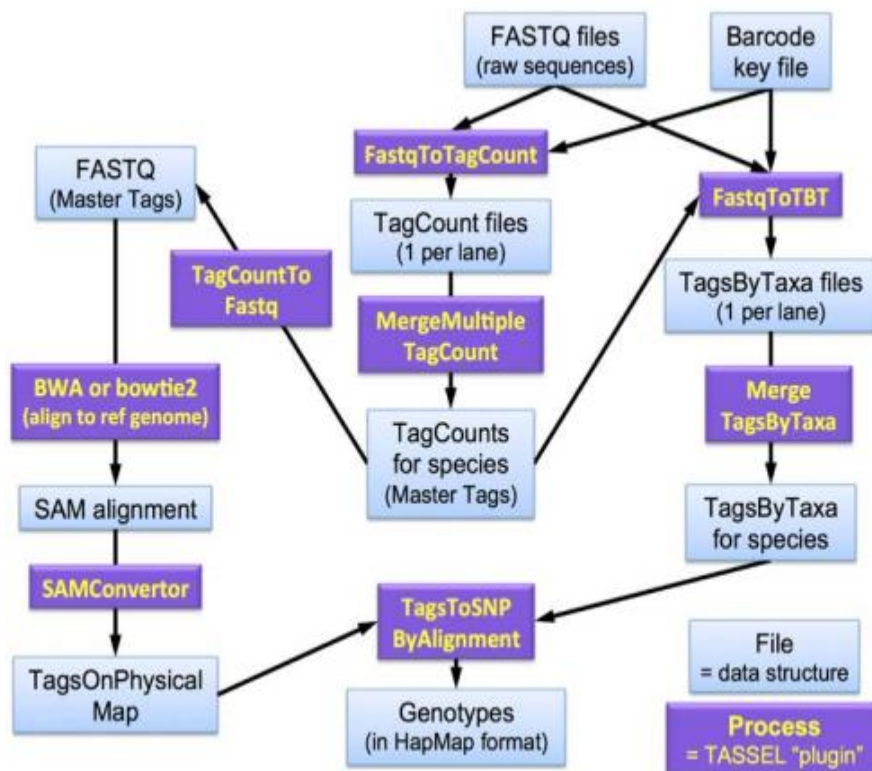 FASTQ files
(raw sequences)
Barcode
key file
FastqToTagCount
FASTQ
(Master Tags)
FastqToTBT
TagCount files
(1 per lane)
TagCountTo
Fastq
TagsByTaxa files
(1 per lane)
MergeMultiple
TagCount
BWA or bowtie2
(align to ref genome)
Merge
TagsByTaxa
TagCounts
for species
(Master Tags)
SAM alignment
TagsByTaxa
for species
SAMConvertor
TagsToSNP
ByAlignment
TagsOnPhysical
Map
Genotypes
(in HapMap format)
File
= data structure
Process
= TASSEL "plugin"